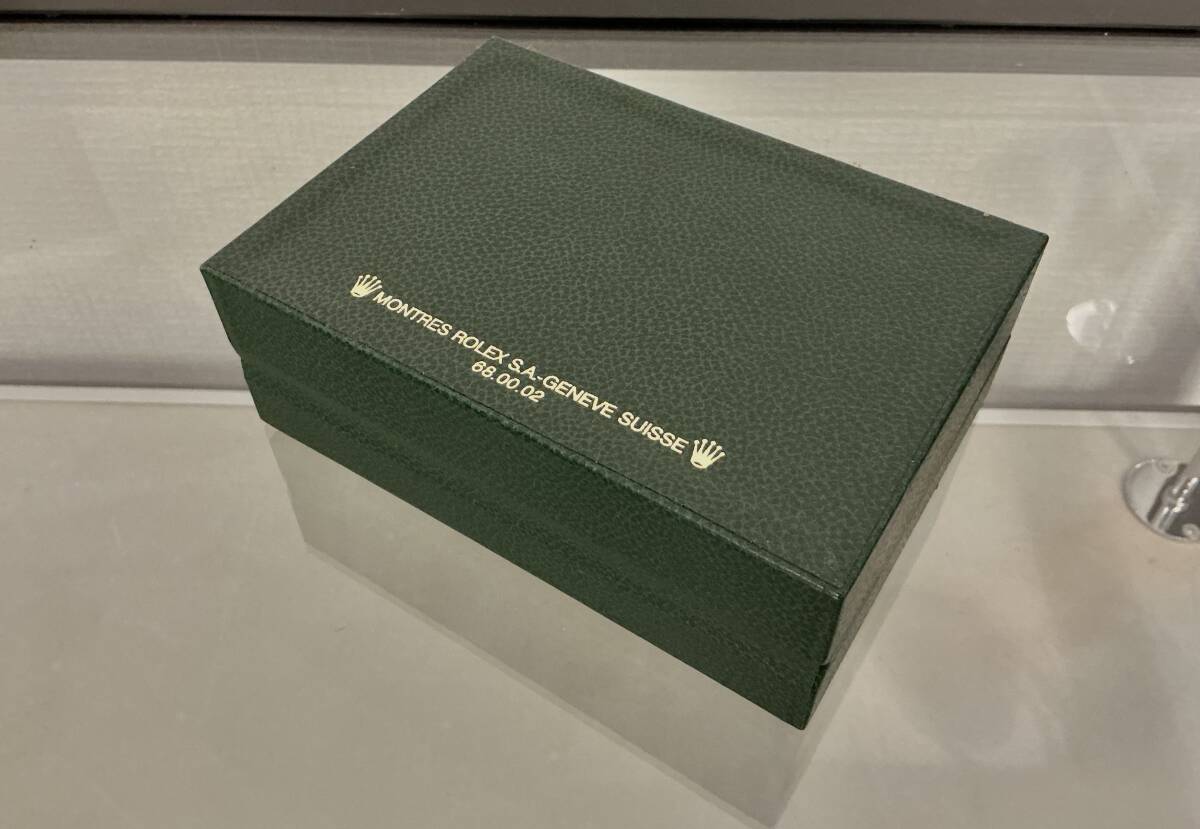 MONTRES ROLEX S.A.-GENEVE SUISSE
68.00.02